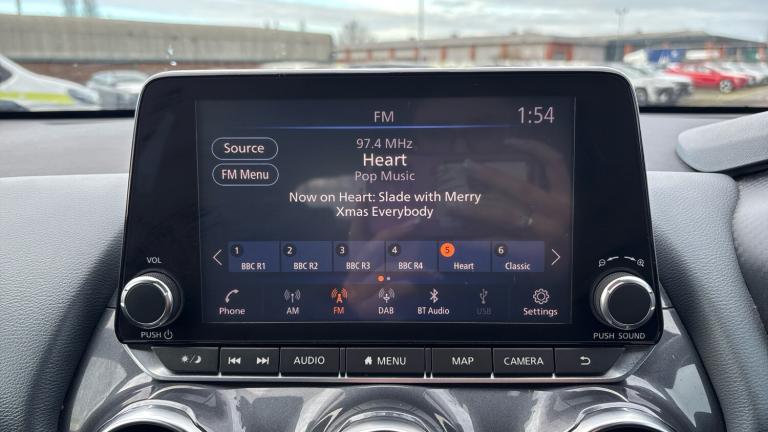 FM
1:54
Source
97.4 MHz
Heart
FM Menu
Pop Music
Now on Heart: Slade with Merry
Xmas Everybody
1 2 3 4 5 6
BBC R1 BBC R2 BBC R3 BBC R4 Heart Classic
VOL
Phone AM FM DAB BT Audio USB Settings
PUSH
PUSH SOUND
AUDIO MENU MAP CAMERA